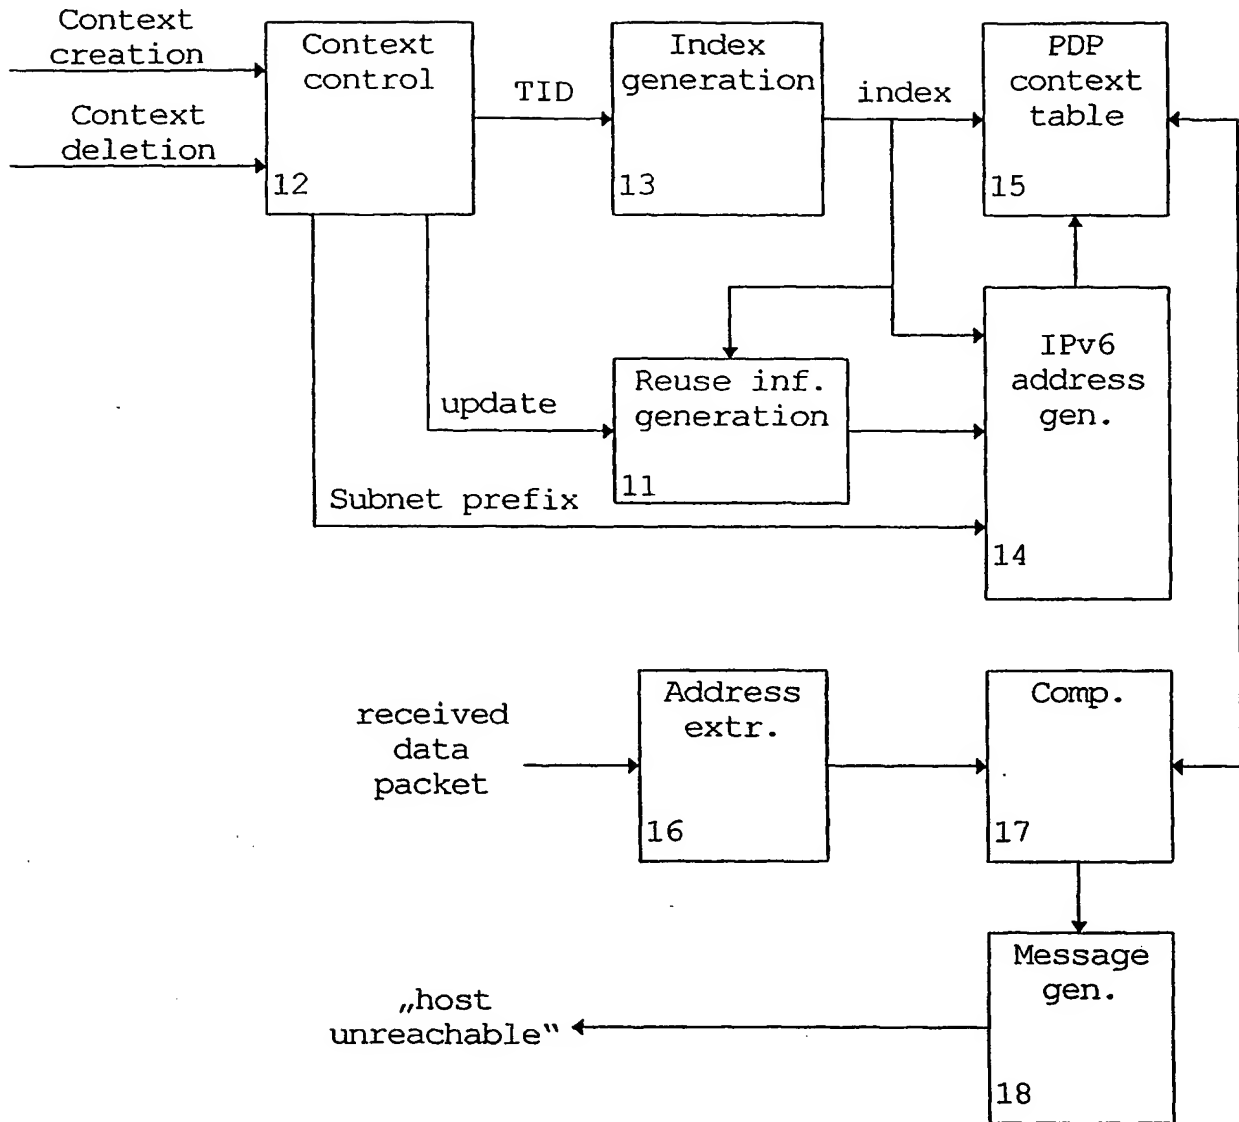 Context
creation
Context
deletion
Context
control
12
TID
Index
generation
13
index
PDP
context
table
15
update
Reuse inf.
generation
11
Subnet prefix
IPv6
address
gen.
14
received
data
packet
Address
extr.
16
Comp.
17
„host
unreachable“
Message
gen.
18